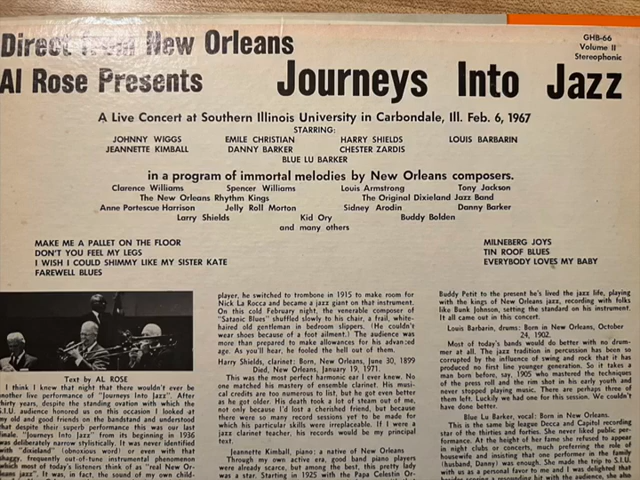 Direct from New Orleans
Al Rose Presents
Journeys Into Jazz
GHB-66
Volume II
Stereophonic
A Live Concert at Southern Illinois University in Carbondale, Ill. Feb. 6, 1967
STARRING:
JOHNNY WIGGS EMILE CHRISTIAN HARRY SHIELDS LOUIS BARBARIN
JEANNETTE KIMBALL DANNY BARKER CHESTER ZARDIS
BLUE LU BARKER
in a program of immortal melodies by New Orleans composers.
Clarence Williams Spencer Williams Louis Armstrong Tony Jackson
The New Orleans Rhythm Kings The Original Dixieland Jazz Band
Anne Portescue Harrison Jelly Roll Morton Sidney Arodin Danny Barker
Larry Shields Kid Ory Buddy Bolden
and many others
MAKE ME A PALLET ON THE FLOOR
DON'T YOU FEEL MY LEGS
I WISH I COULD SHIMMY LIKE MY SISTER KATE
FAREWELL BLUES
MILNEBERG JOYS
TIN ROOF BLUES
EVERYBODY LOVES MY BABY
Text by AL ROSE
I think I knew that night that there wouldn't ever be
another live performance of "Journeys Into Jazz". After
thirty years, despite the standing ovation with which the
S.I.U. audience honored us on this occasion I looked at
my old and good friends on the bandstand and understood
that despite their superb performance this was our last
finale. "Journeys Into Jazz" from its beginning in 1936
was deliberately narrow stylistically. It was never identified
with "dixieland" (obnoxious word) or even with that
shaggy, frequently out-of-tune instrumental phenomenon
which most of today's listeners think of as "real New Or-
leans jazz". It was, in fact, the sound of my own child-
player, he switched to trombone in 1915 to make room for
Nick La Rocca and became a jazz giant on that instrument.
On this cold February night, the venerable composer of
"Satanic Blues" shuffled slowly to his chair, a frail, white-
haired old gentleman in bedroom slippers. (He couldn't
wear shoes because of a foot ailment.) The audience was
more than prepared to make allowances for his advanced
age. As you'll hear, he fooled the hell out of them.
Harry Shields, clarinet: Born, New Orleans, June 30, 1899
Died, New Orleans, January 19, 1971.
This was the most perfect harmonic ear I ever knew. No
one matched his mastery of ensemble clarinet. His musi-
cal credits are too numerous to list, but he got even better
as he got older. His death took a lot of steam out of me,
not only because I'd lost a cherished friend, but because
there were so many record sessions yet to be made for
which his particular skills were irreplaceable. If I were a
jazz clarinet teacher, his records would be my principal
text.
Jeannette Kimball, piano; a native of New Orleans
Through my own active era, good band piano players
were already scarce, but among the best, this pretty lady
was a star. Starting in 1925 with the Papa Celestin Or-
Buddy Petit to the present he's lived the jazz life, playing
with the kings of New Orleans jazz, recording with folks
like Bunk Johnson, setting the standard on his instrument.
It all came out in this concert.
Louis Barbarin, drums: Born in New Orleans, October
24, 1902.
Most of today's bands would do better with no drum-
mer at all. The jazz tradition in percussion has been so
corrupted by the influence of swing and rock that it has
produced no first line younger generation. So it takes a
man born before, say, 1905 who mastered the techniques
of the press roll and the rim shot in his early youth and
never stopped playing music. There are perhaps three of
them left. Luckily we had one for this session. We couldn't
have done better.
Blue Lu Barker, vocal; Born in New Orleans.
This is the same big league Decca and Capitol recording
star of the thirties and forties. She never liked public per-
formance. At the height of her fame she refused to appear
in night clubs or concerts, much preferring the role of
housewife and insisting that one performer in the family
(husband, Danny) was enough. She made the trip to S.I.U.
with us as a personal favor to me and I was delighted that